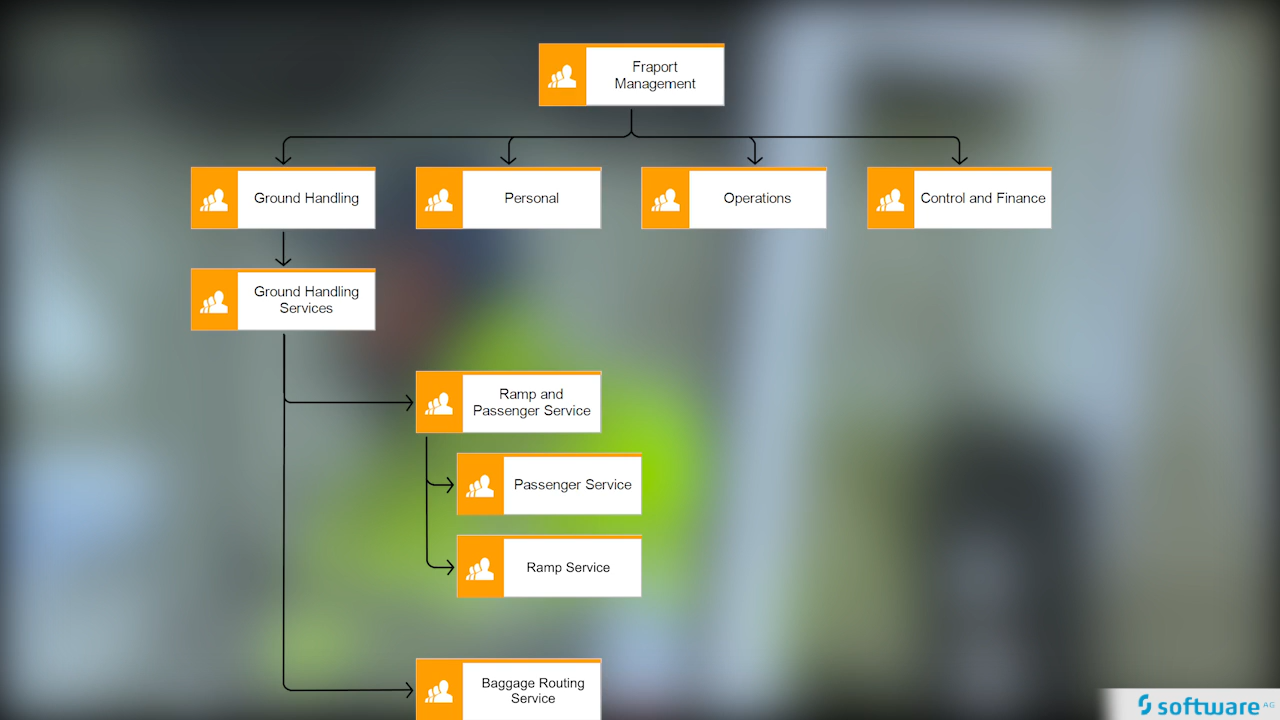 Fraport
Management
Ground Handling
Personal
Operations
Control and Finance
Ground Handling
Services
Ramp and
Passenger Service
Passenger Service
Ramp Service
Baggage Routing
Service
software AG